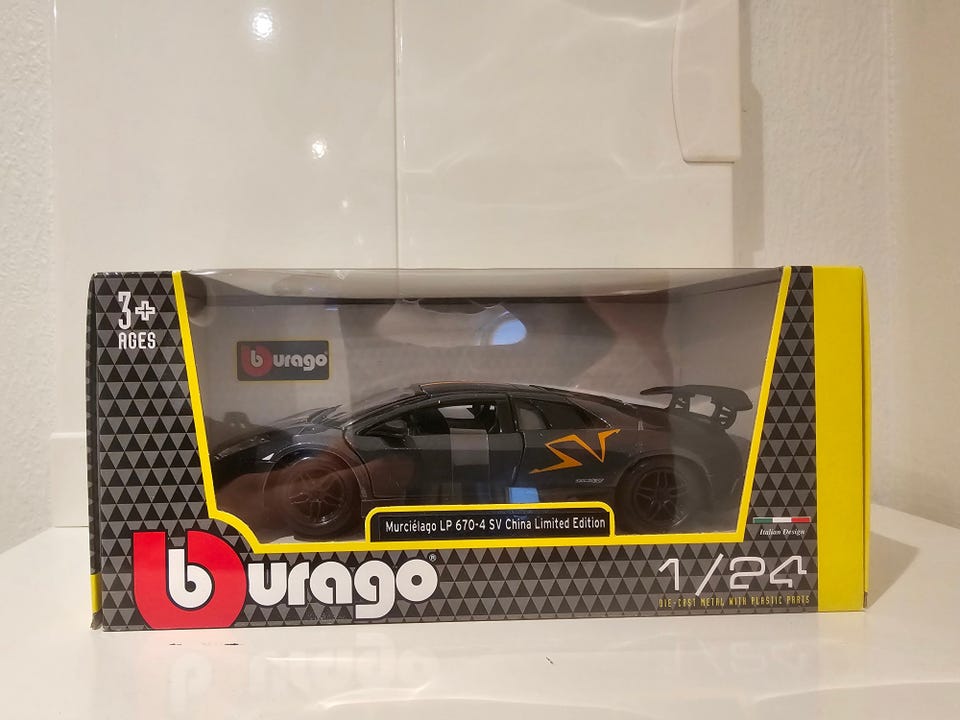 3+
AGES
burago
SV
Murciélago LP 670-4 SV China Limited Edition
Italian Design
burago®
1/24
DIE-CAST METAL WITH PLASTIC PARTS